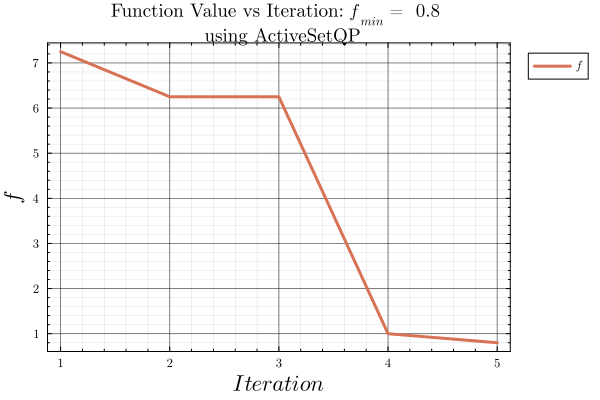 Function Value vs Iteration: f_min = 0.8
using ActiveSetQP
f
7
6
5
4
3
2
1
f
1 2 3 4 5
Iteration